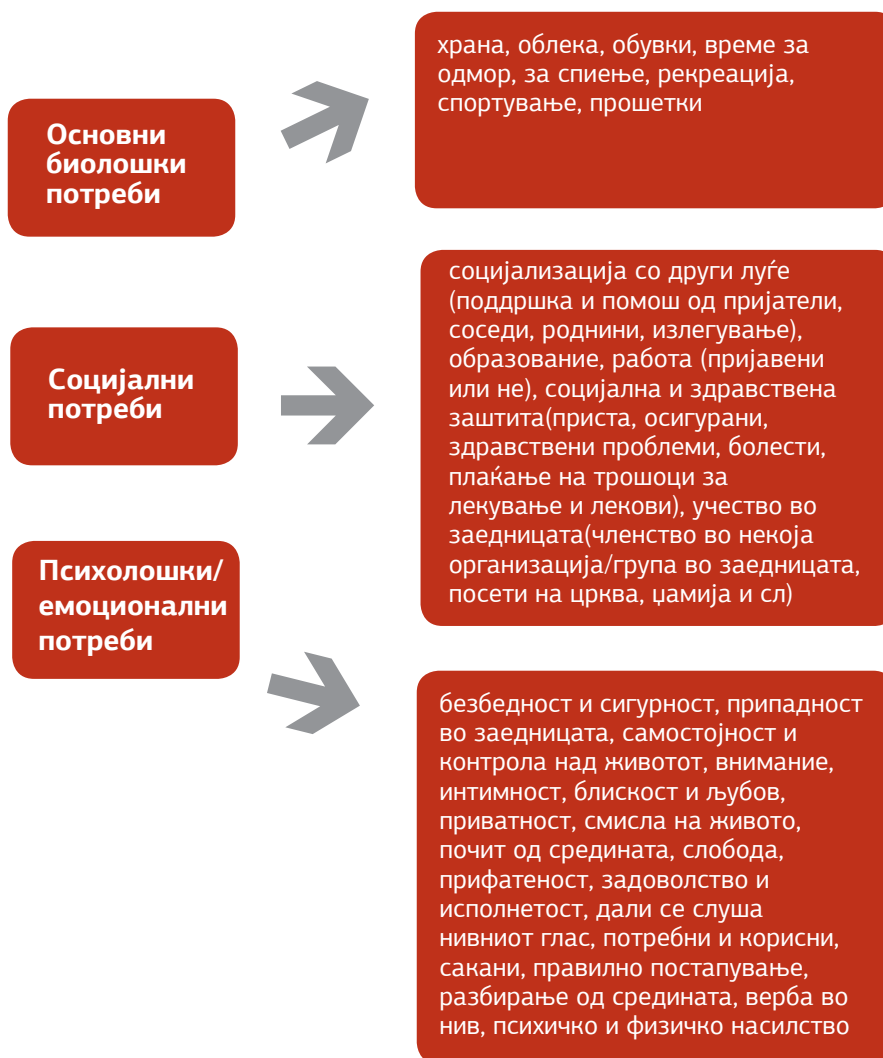 Основни
биолошки
потреби
храна, облека, обувки, време за
одмор, за спиење, рекреација,
спортување, прошетки
Социјални
потреби
социјализација со други луѓе
(поддршка и помош од пријатели,
соседи, роднини, излегување),
образование, работа (пријавени
или не), социјална и здравствена
заштита(приста, осигурани,
здравствени проблеми, болести,
плаќање на трошоци за
лекување и лекови), учество во
заедницата(членство во некоја
организација/група во заедницата,
посети на црква, џамија и сл)
Психолошки/
емоционални
потреби
безбедност и сигурност, припадност
во заедницата, самостојност и
контрола над животот, внимание,
интимност, блискост и љубов,
приватност, смисла на живото,
почит од средината, слобода,
прифатеност, задоволство и
исполнетост, дали се слуша
нивниот глас, потребни и корисни,
сакани, правилно постапување,
разбирање од средината, верба во
нив, психичко и физичко насилство